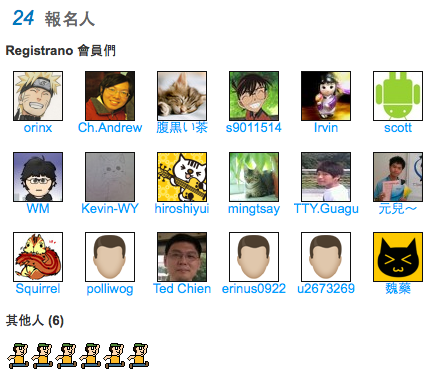 24 報名人
Registrano 會員們
orinx Ch.Andrew 腹黒い茶 s9011514 Irvin scott
WM Kevin-WY hiroshiyui mingtsay TTY.Guagu 元兒~
Squirrel polliwog Ted Chien erinus0922 u2673269 魏藥
其他人 (6)